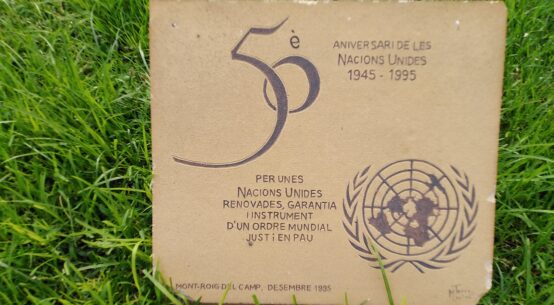 50è
ANIVERSARI DE LES
NACIONS UNIDES
1945 - 1995
PER UNES
NACIONS UNIDES
RENOVADES, GARANTIA
I INSTRUMENT
D'UN ORDRE MUNDIAL
JUST I EN PAU
MONT-ROIG DEL CAMP, DESEMBRE 1995